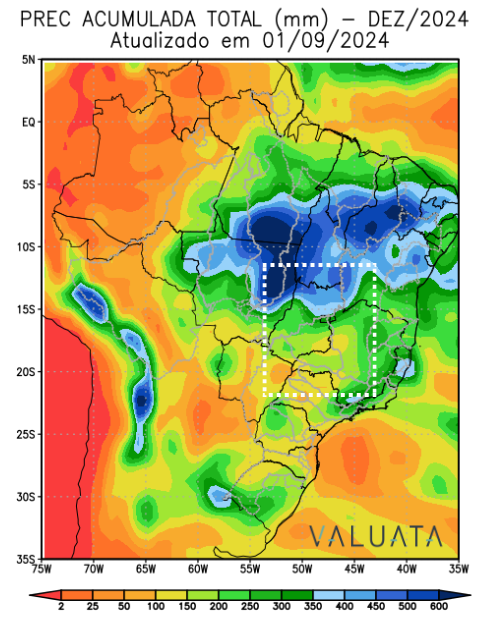 PREC ACUMULADA TOTAL (mm) – DEZ/2024
Atualizado em 01/09/2024
5N
EQ
5S
10S
15S
20S
25S
30S
35S
VALUATA
75W 70W 65W 60W 55W 50W 45W 40W 35W
2 25 50 100 150 200 250 300 350 400 450 500 600